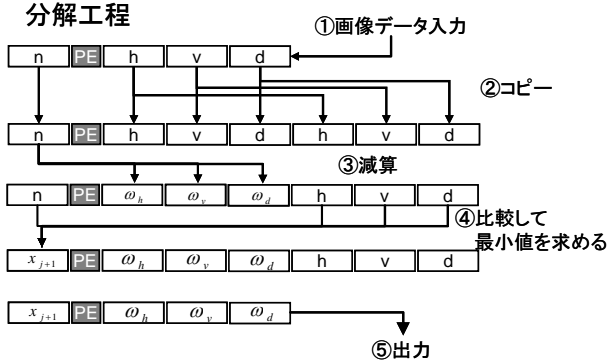 分解工程
①画像データ入力
n PE h v d
②コピー
n PE h v d h v d
③減算
n PE ω_h ω_v ω_d h v d
④比較して
最小値を求める
x_{j+1} PE ω_h ω_v ω_d h v d
x_{j+1} PE ω_h ω_v ω_d
⑤出力